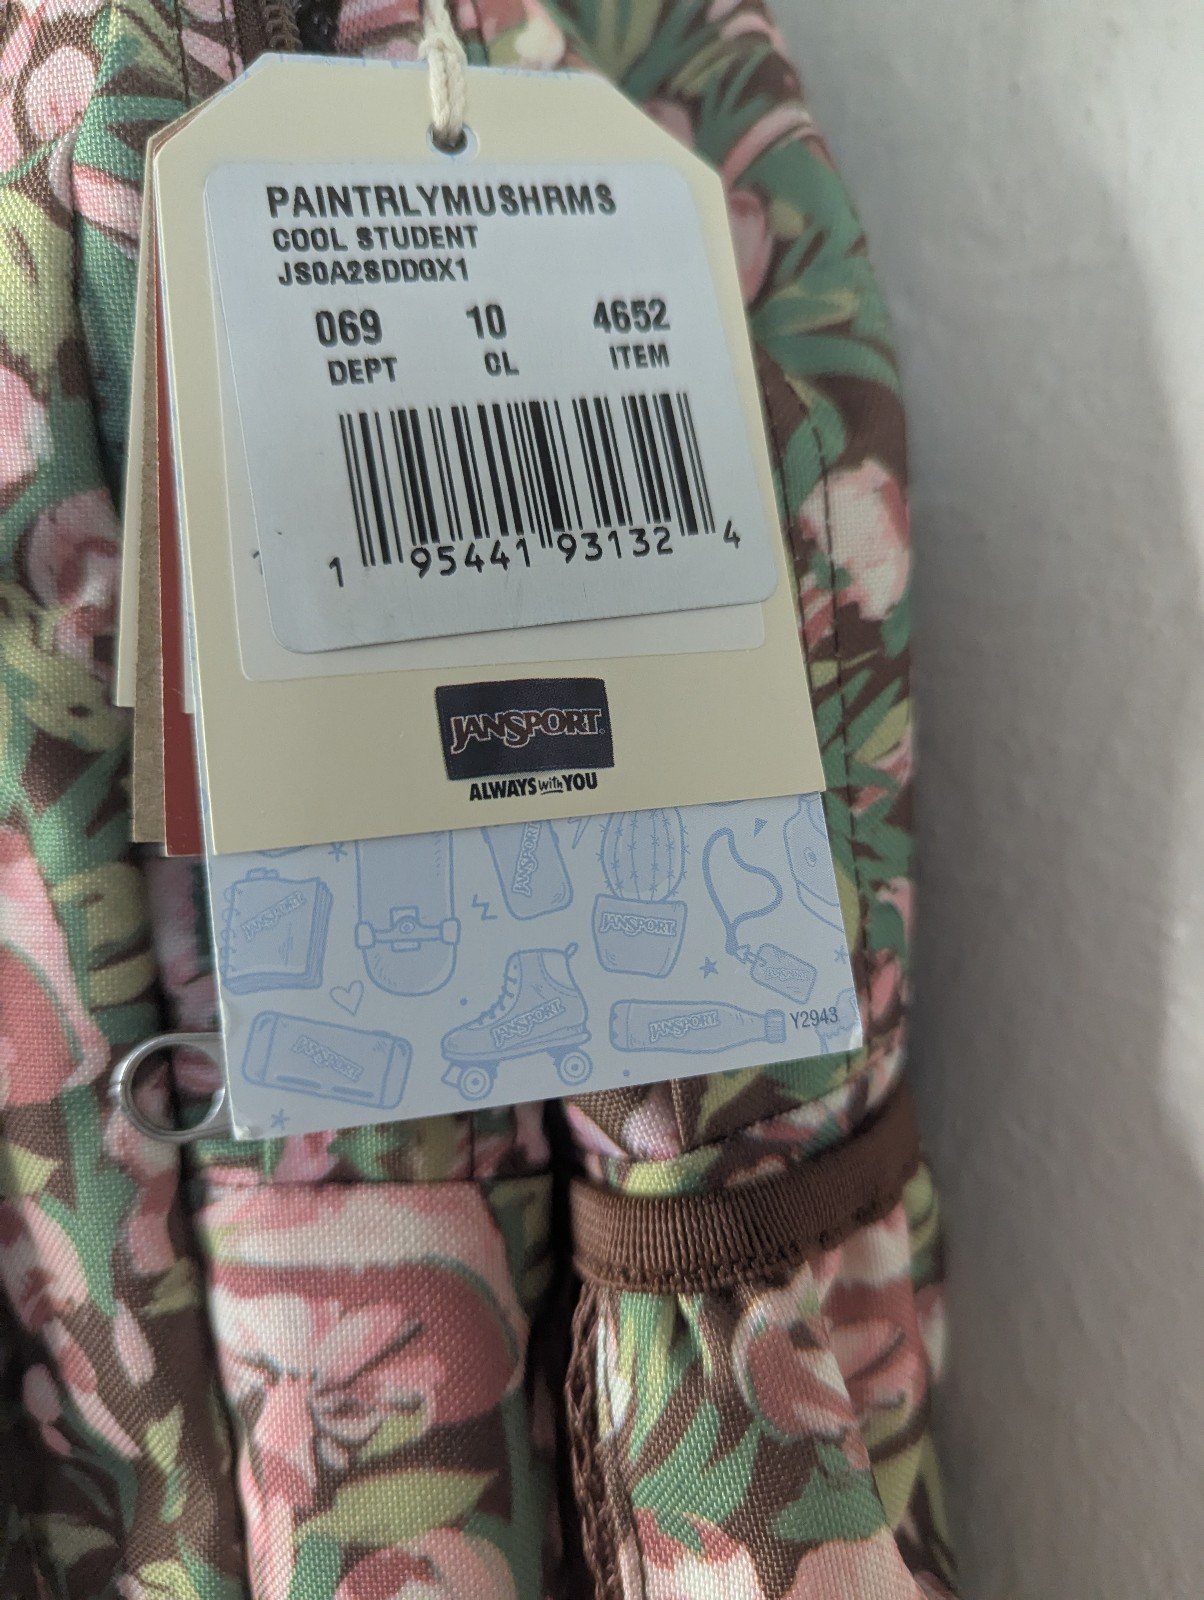 PAINTRLYMUSHRMS
COOL STUDENT
JS0A2SDDGX1
069 10 4652
DEPT CL ITEM
1 95441 93132 4
JANSPORT
ALWAYS with YOU
JANSPORT
JANSPORT
JANSPORT
JANSPORT
JANSPORT
JANSPORT
JANSPORT
Y2943